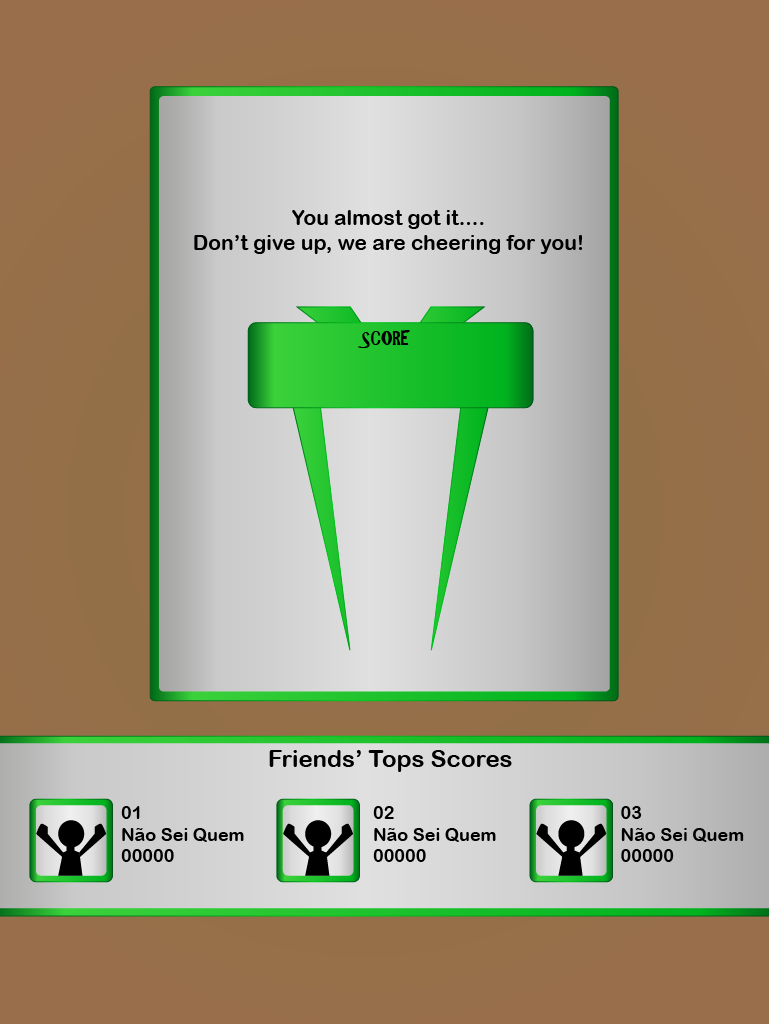 You almost got it....
Don’t give up, we are cheering for you!
SCORE
Friends’ Tops Scores
01
Não Sei Quem
00000
02
Não Sei Quem
00000
03
Não Sei Quem
00000